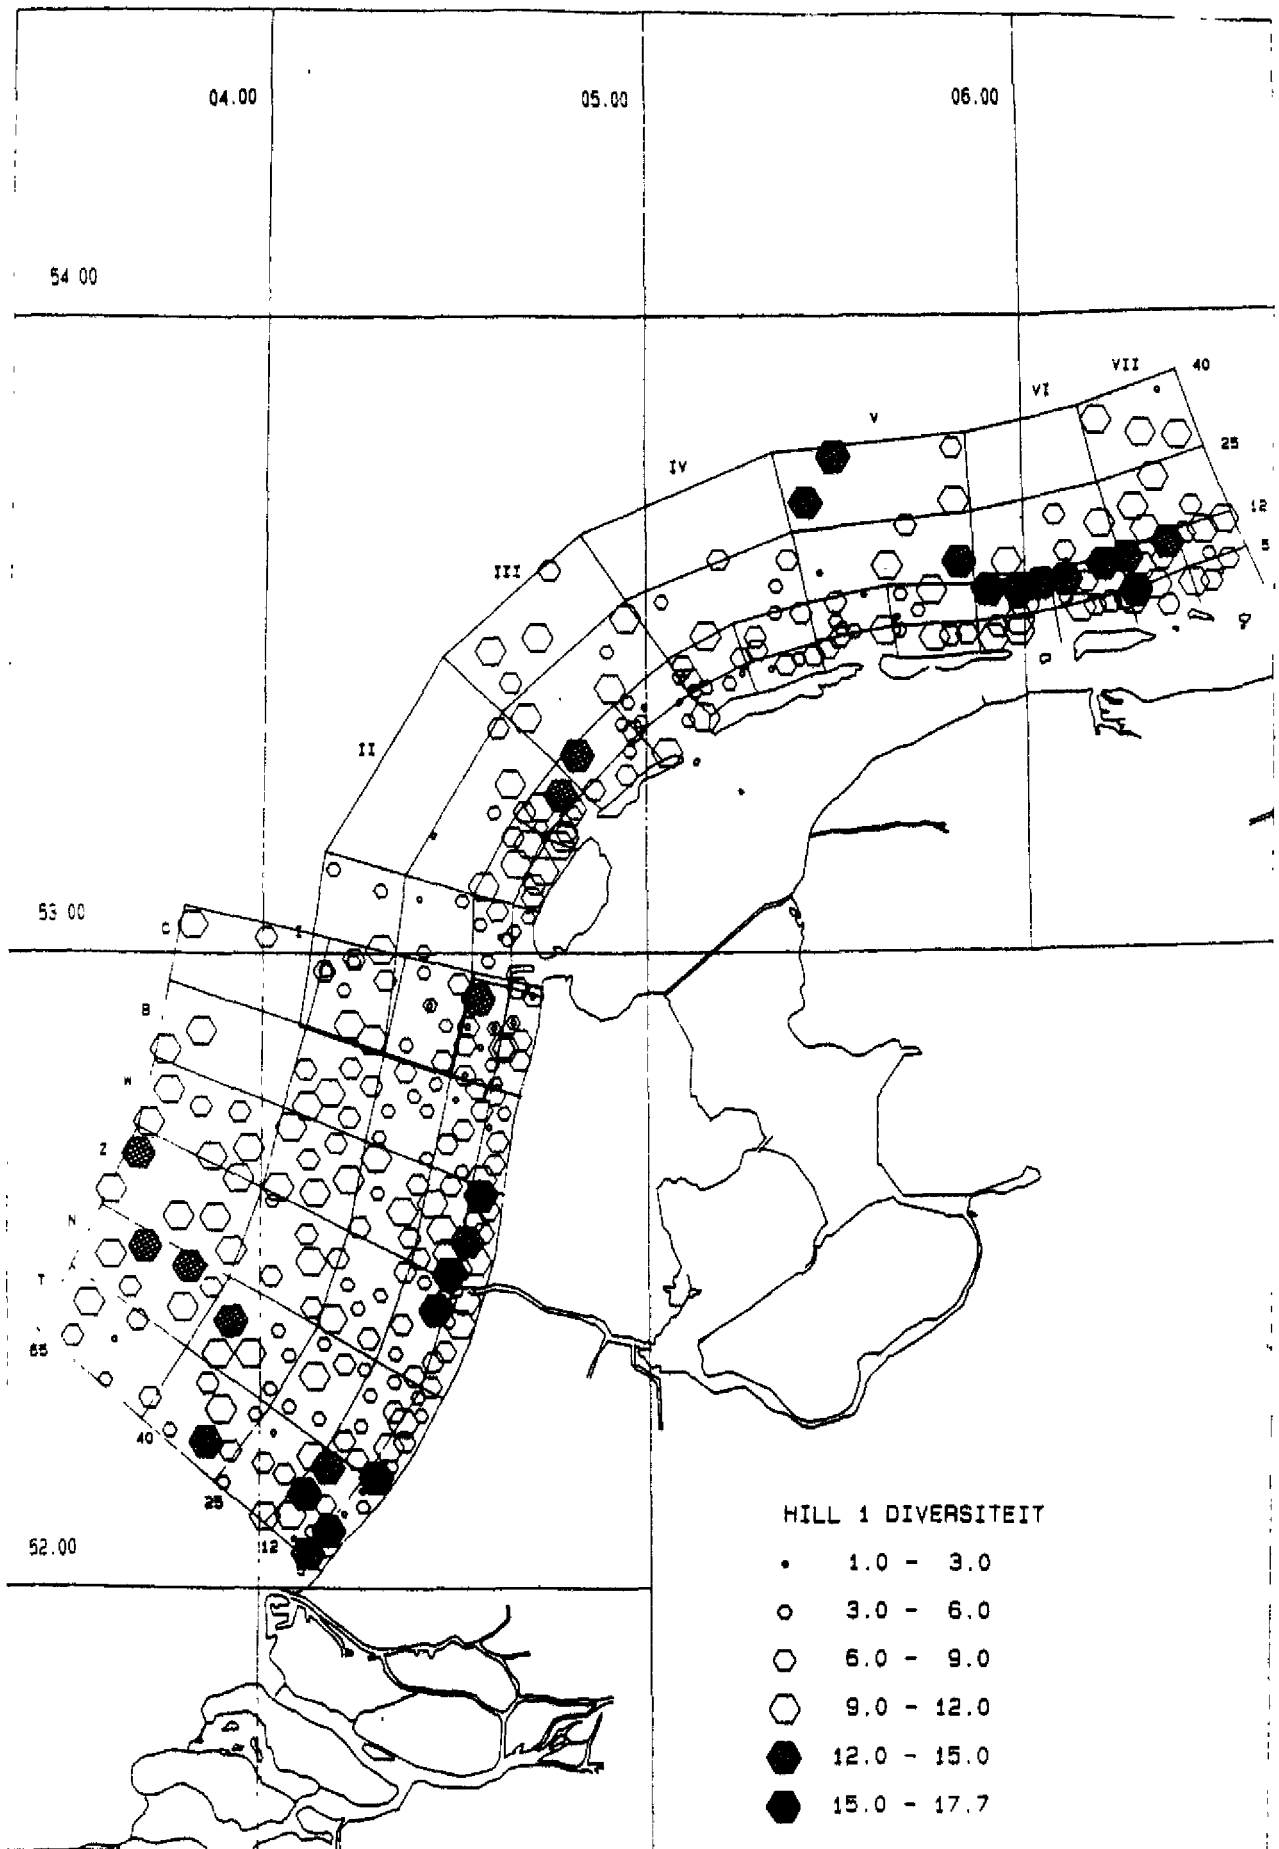 04.00 05.00 06.00
54 00
VII 40
VI
V
25
IV
12
5
III
II
53 00
C I
B
W
Z
N
T
65
40
25
12
52.00
HILL 1 DIVERSITEIT
1.0 - 3.0
3.0 - 6.0
6.0 - 9.0
9.0 - 12.0
12.0 - 15.0
15.0 - 17.7